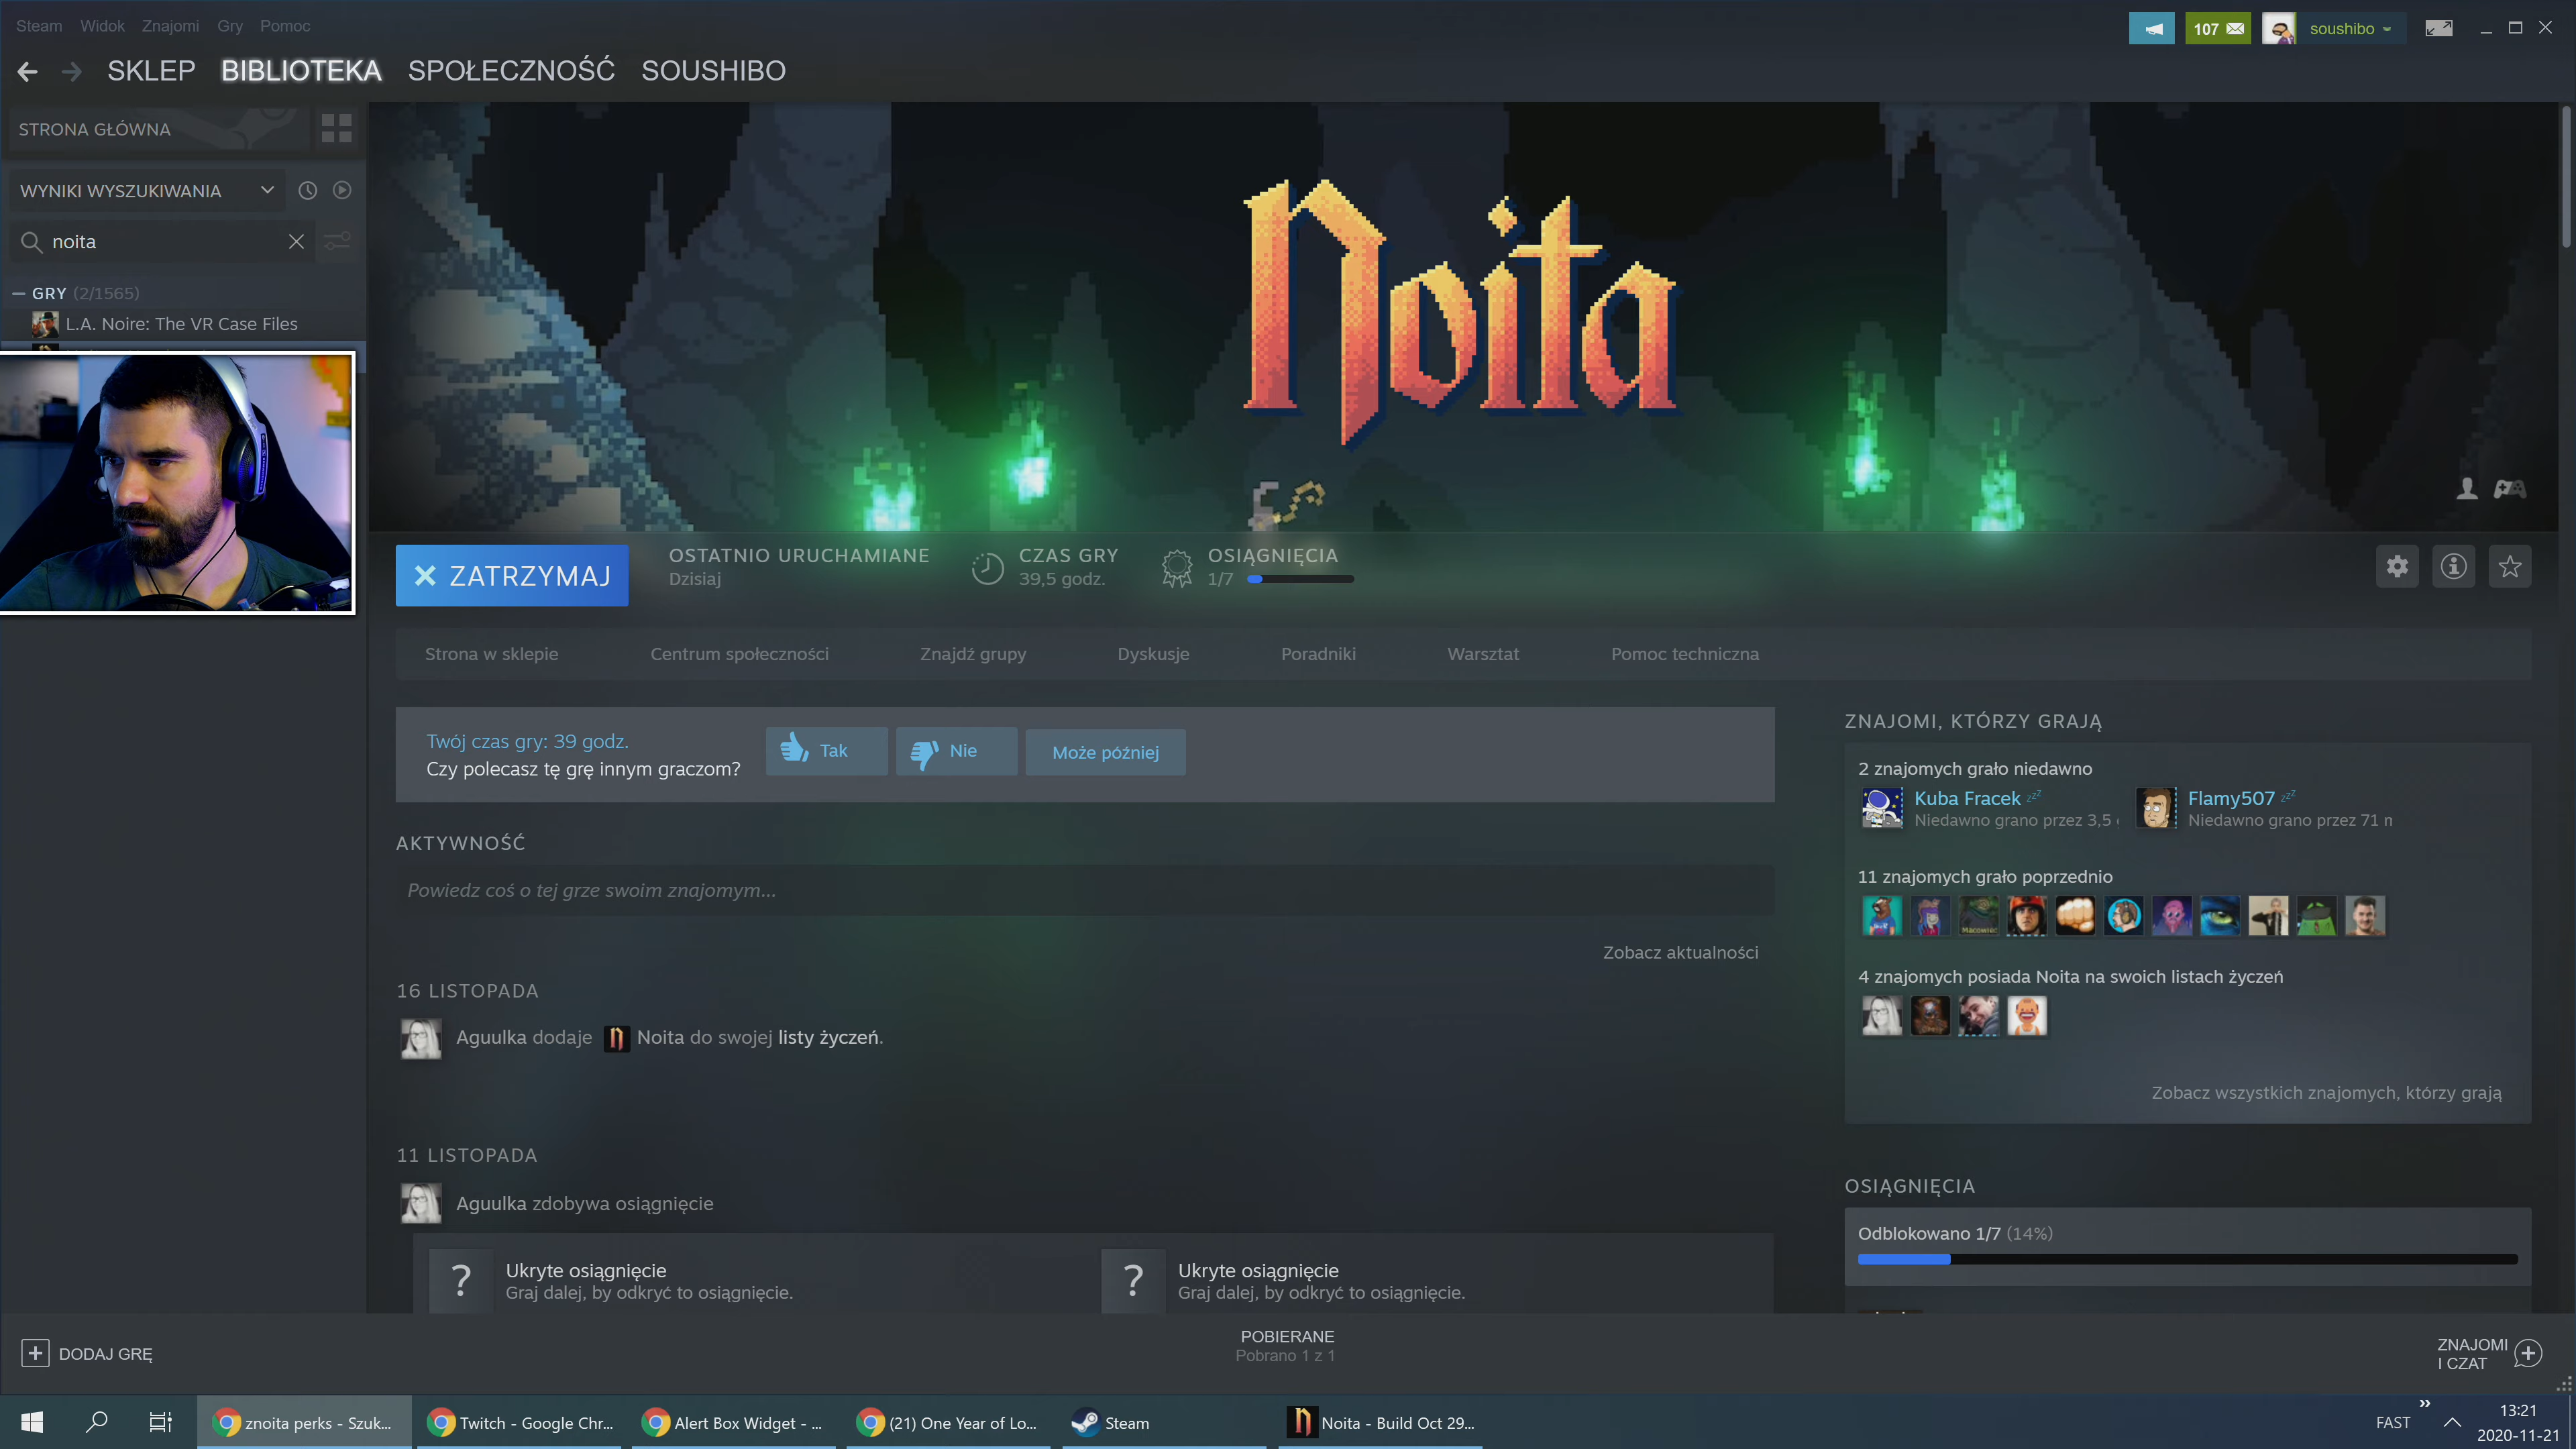 Steam Widok Znajomi Gry Pomoc
107 soushibo
SKLEP BIBLIOTEKA SPOŁECZNOŚĆ SOUSHIBO
STRONA GŁÓWNA
WYNIKI WYSZUKIWANIA
noita
GRY (2/1565)
L.A. Noire: The VR Case Files
Noita
ZATRZYMAJ
OSTATNIO URUCHAMIANE
Dzisiaj
CZAS GRY
39,5 godz.
OSIĄGNIĘCIA
1/7
Strona w sklepie Centrum społeczności Znajdź grupy Dyskusje Poradniki Warsztat Pomoc techniczna
Twój czas gry: 39 godz.
Czy polecasz tę grę innym graczom?
Tak Nie Może później
AKTYWNOŚĆ
Powiedz coś o tej grze swoim znajomym...
Zobacz aktualności
16 LISTOPADA
Aguulka dodaje Noita do swojej listy życzeń.
11 LISTOPADA
Aguulka zdobywa osiągnięcie
? Ukryte osiągnięcie
Graj dalej, by odkryć to osiągnięcie.
? Ukryte osiągnięcie
Graj dalej, by odkryć to osiągnięcie.
ZNAJOMI, KTÓRZY GRAJĄ
2 znajomych grało niedawno
Kuba Fracek zzz
Niedawno grano przez 3,5
Flamy507 zzz
Niedawno grano przez 71
11 znajomych grało poprzednio
4 znajomych posiada Noita na swoich listach życzeń
Zobacz wszystkich znajomych, którzy grają
OSIĄGNIĘCIA
Odblokowano 1/7 (14%)
DODAJ GRĘ
POBIERANE
Pobrano 1 z 1
ZNAJOMI
I CZAT
znoita perks - Szuk... Twitch - Google Chr... Alert Box Widget - ... (21) One Year of Lo... Steam Noita - Build Oct 29...
FAST
13:21
2020-11-21